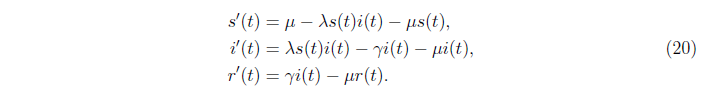 s′(t) = μ − λs(t)i(t) − μs(t),
i′(t) = λs(t)i(t) − γi(t) − μi(t), (20)
r′(t) = γi(t) − μr(t).